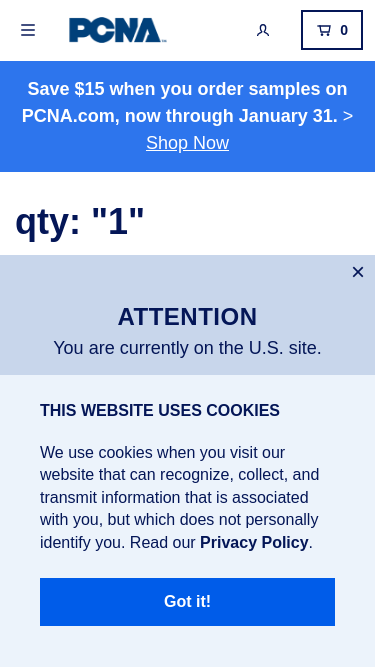 PCNA
0
Save $15 when you order samples on
PCNA.com, now through January 31. >
Shop Now
qty: "1"
ATTENTION
You are currently on the U.S. site.
THIS WEBSITE USES COOKIES
We use cookies when you visit our
website that can recognize, collect, and
transmit information that is associated
with you, but which does not personally
identify you. Read our Privacy Policy.
Got it!